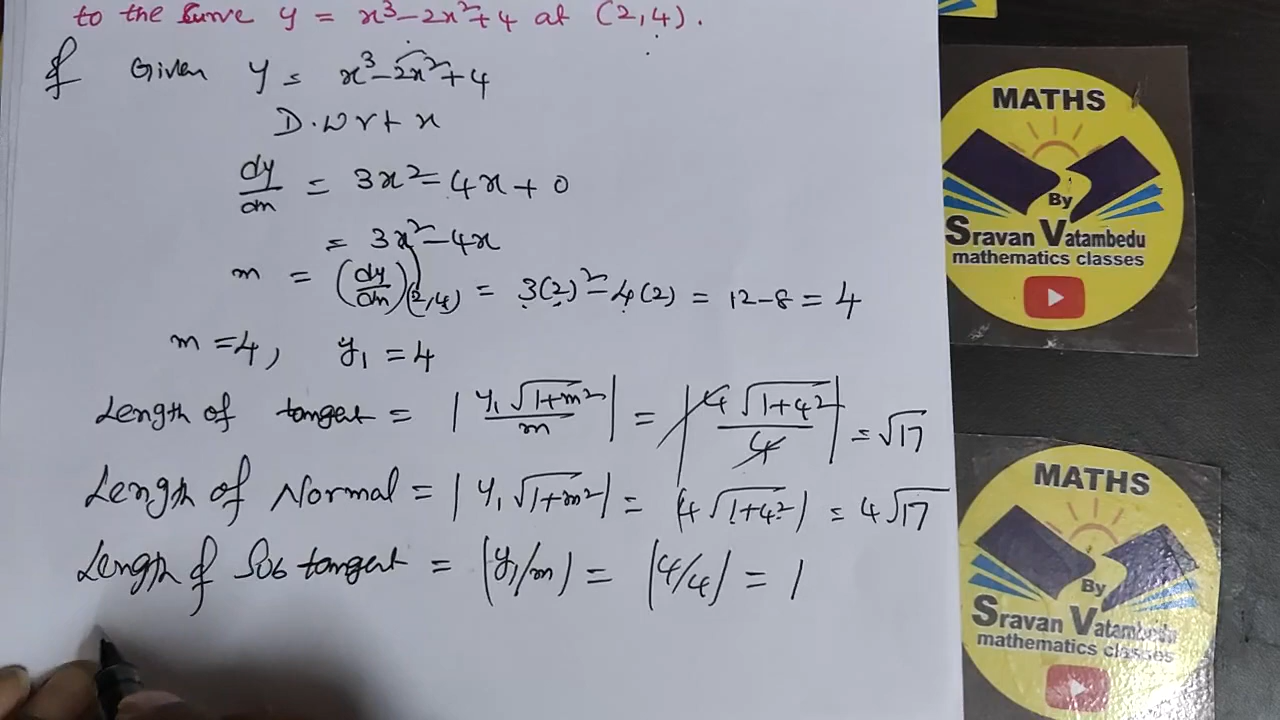 to the Curve y = x³-2x²+4 at (2,4).
Given y = x³-2x²+4
D.w r t x
dy/dx = 3x²-4x+0
= 3x²-4x
m = (dy/dx)(2,4) = 3(2)²-4(2) = 12-8 = 4
m=4, y₁ = 4
Length of tangent = |y₁√1+m²/m| = |4√1+4²/4| = √17
Length of Normal = |y₁√1+m²| = |4√1+4²| = 4√17
Length of Sub tangent = |y₁/m| = |4/4| = 1
MATHS
By
Sravan Vatambedu
mathematics classes
MATHS
By
Sravan Vatambedu
mathematics classes